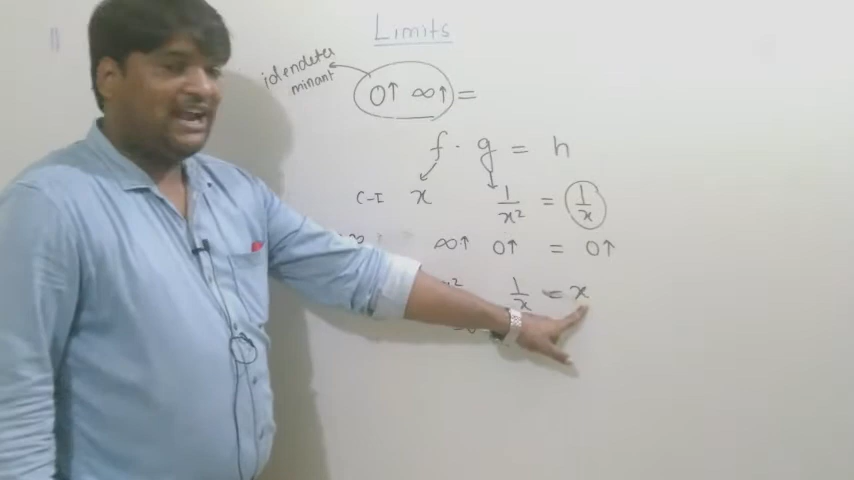 Limits
idendeter
minant
0↑ ∞↑ =
f · g = h
C-I x 1/x² = 1/x
∞↑ 0↑ = 0↑
1/x = x